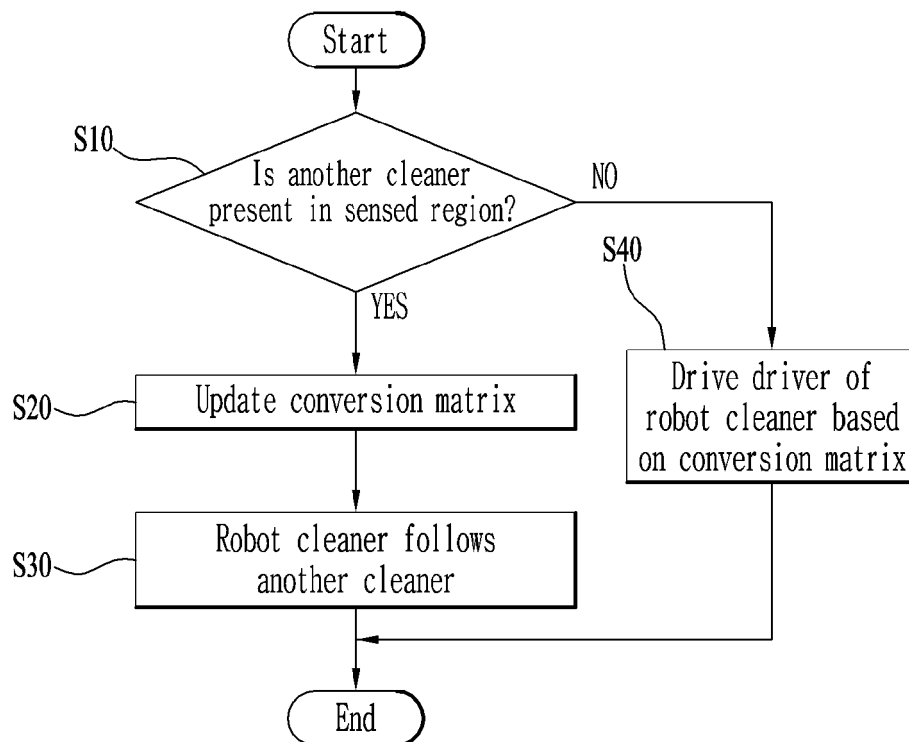 Start
S10
Is another cleaner
present in sensed region?
NO
S40
YES
Drive driver of
robot cleaner based
on conversion matrix
S20
Update conversion matrix
S30
Robot cleaner follows
another cleaner
End